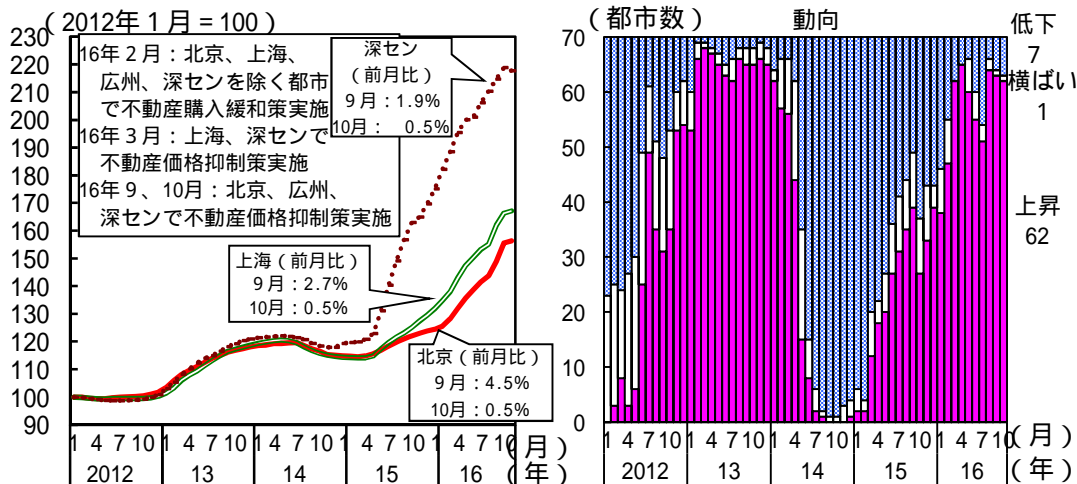 (2012年1月=100)
230
220
210
200
190
180
170
160
150
140
130
120
110
100
90
16年2月:北京、上海、
広州、深センを除く都市
で不動産購入緩和策実施
16年3月:上海、深センで
不動産価格抑制策実施
16年9、10月:北京、広州、
深センで不動産価格抑制策実施
深セン
(前月比)
9月:1.9%
10月: 0.5%
上海(前月比)
9月:2.7%
10月:0.5%
北京(前月比)
9月:4.5%
10月:0.5%
1 4 7 10 1 4 7 10 1 4 7 10 1 4 7 10 1 4 7 10 (月)
2012 13 14 15 16 (年)
(都市数) 動向
70
60
50
40
30
20
10
0
低下
7
横ばい
1
上昇
62
1 4 7 10 1 4 7 10 1 4 7 10 1 4 7 10 1 4 7 10 (月)
2012 13 14 15 16 (年)